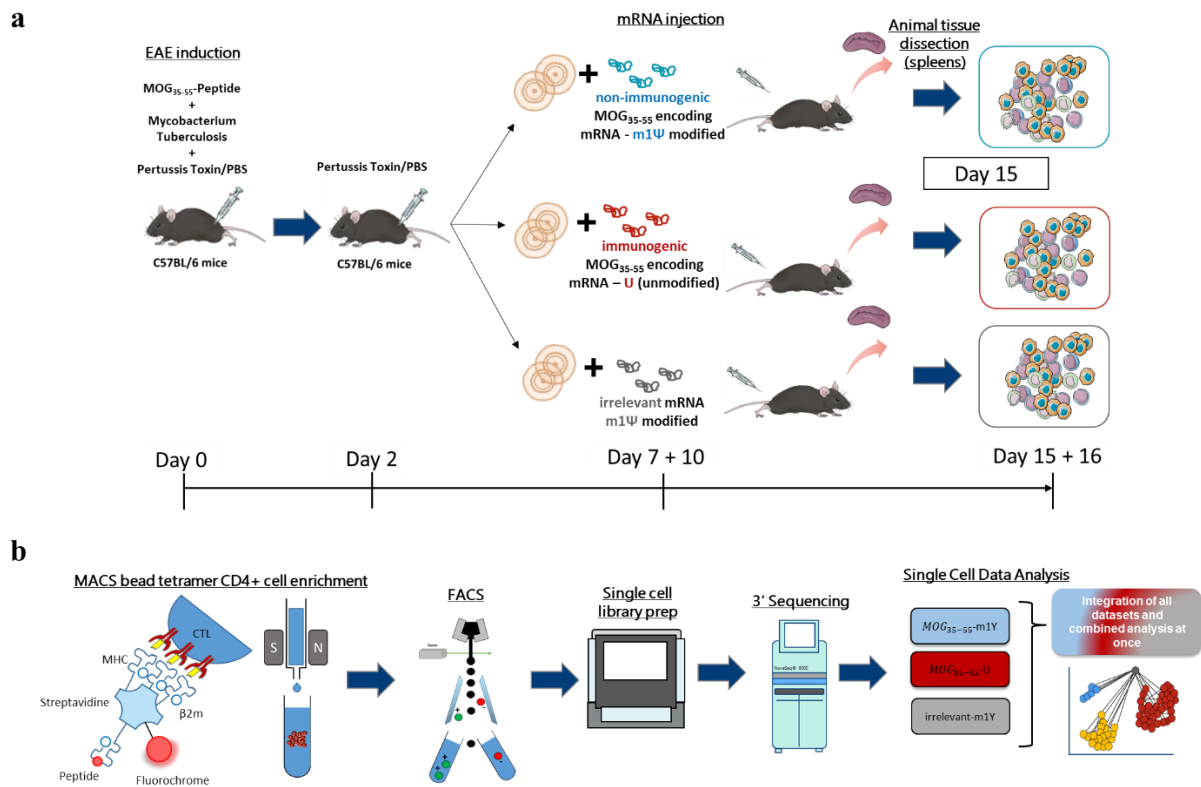 a
EAE induction
MOG35-55-Peptide
+
Mycobacterium
Tuberculosis
+
Pertussis Toxin/PBS
C57BL/6 mice
Pertussis Toxin/PBS
C57BL/6 mice
mRNA injection
+
non-immunogenic
MOG35-55 encoding
mRNA - m1Ψ modified
+
immunogenic
MOG35-55 encoding
mRNA – U (unmodified)
+
irrelevant mRNA
m1Ψ modified
Animal tissue
dissection
(spleens)
Day 15
Day 0
Day 2
Day 7 + 10
Day 15 + 16
b
MACS bead tetramer CD4+ cell enrichment
CTL
MHC
Streptavidine
β2m
Peptide
Fluorochrome
S
N
FACS
Laser
+
-
+
+
-
Single cell
library prep
3’ Sequencing
NovaSeq® 6000
Single Cell Data Analysis
MOG35−55-m1Y
MOG35−55-U
irrelevant-m1Y
Integration of all
datasets and
combined analysis at
once